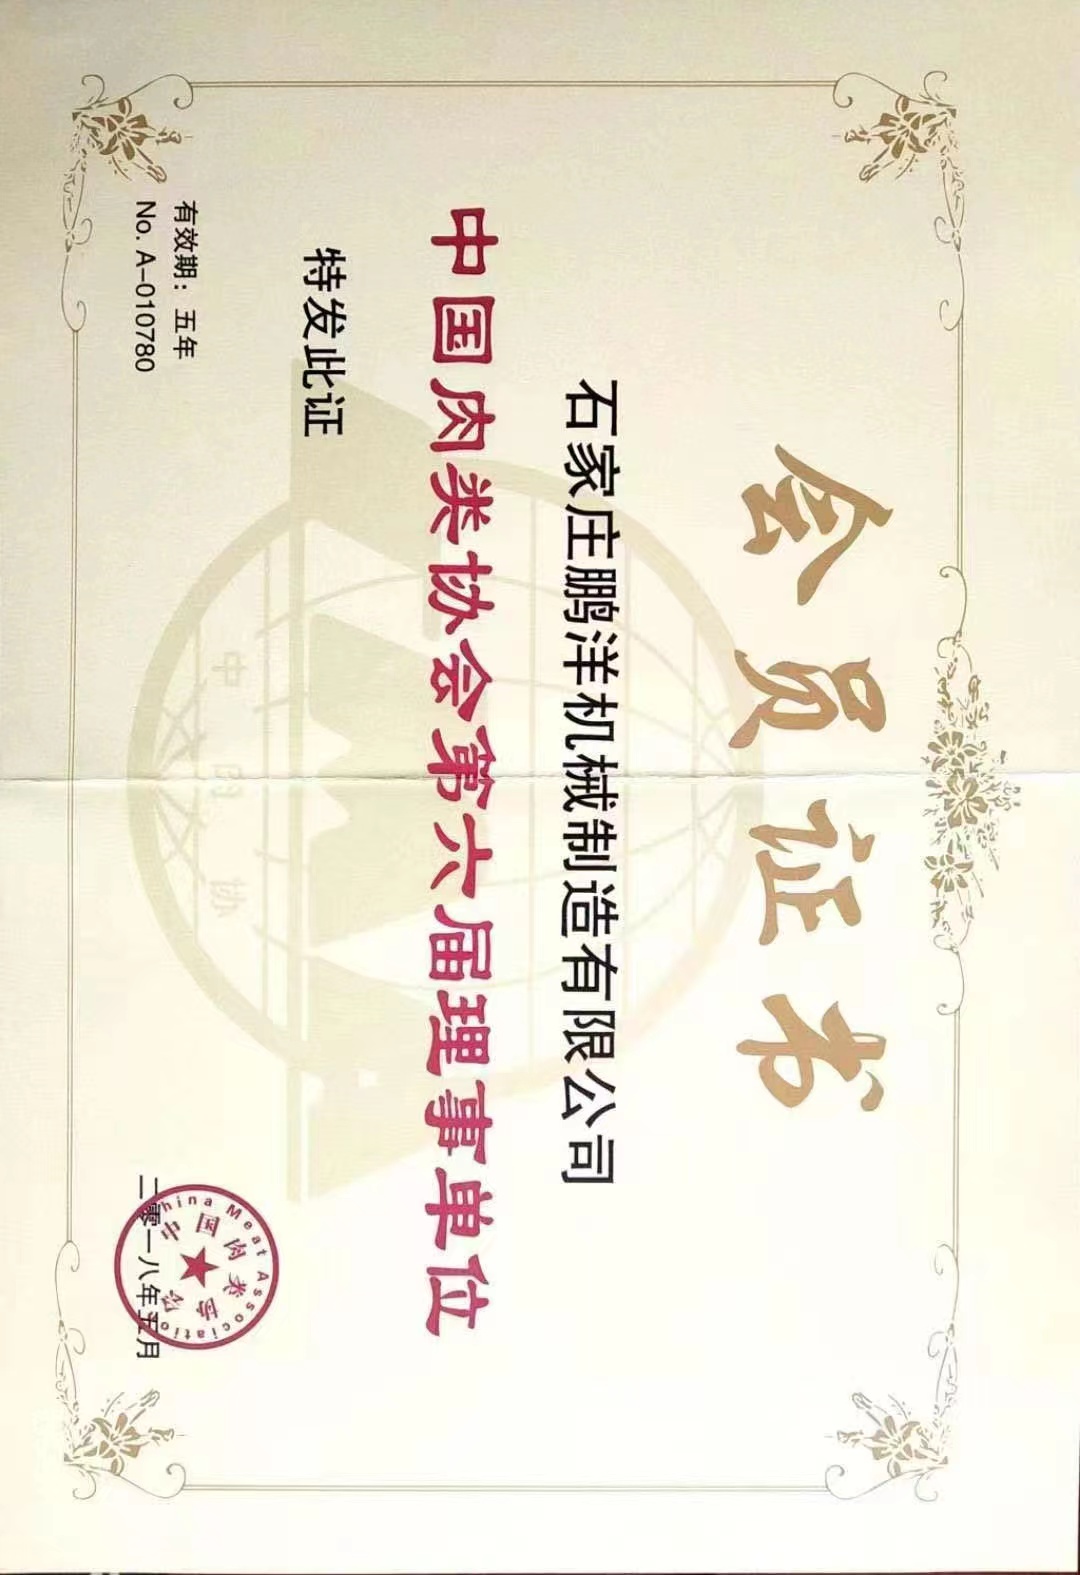 会员证书
石家庄鹏洋机械制造有限公司
中国肉类协会第六届理事单位
特发此证
有效期：五年
No. A-010780
二零一八年五月
China Meat Association
中国肉类协会
中肉协